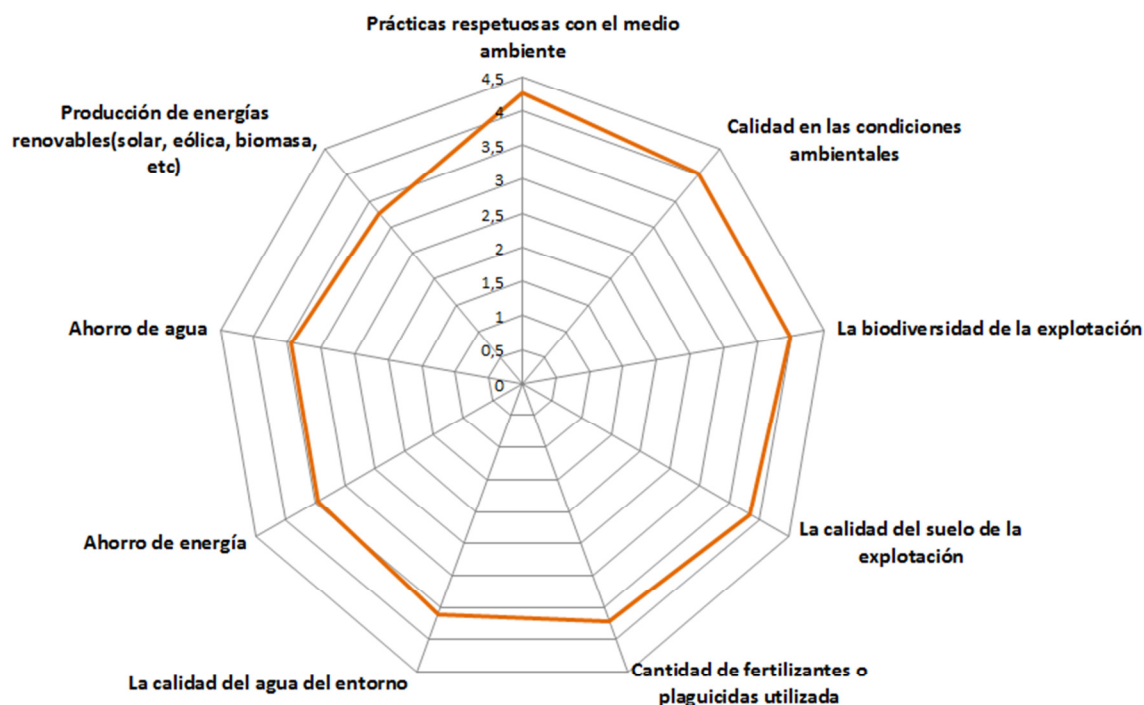 Prácticas respetuosas con el medio
ambiente
4,5
4
3,5
3
2,5
2
1,5
1
0,5
0
Calidad en las condiciones
ambientales
La biodiversidad de la explotación
La calidad del suelo de la
explotación
Cantidad de fertilizantes o
plaguicidas utilizada
La calidad del agua del entorno
Ahorro de energía
Ahorro de agua
Producción de energías
renovables(solar, eólica, biomasa,
etc)